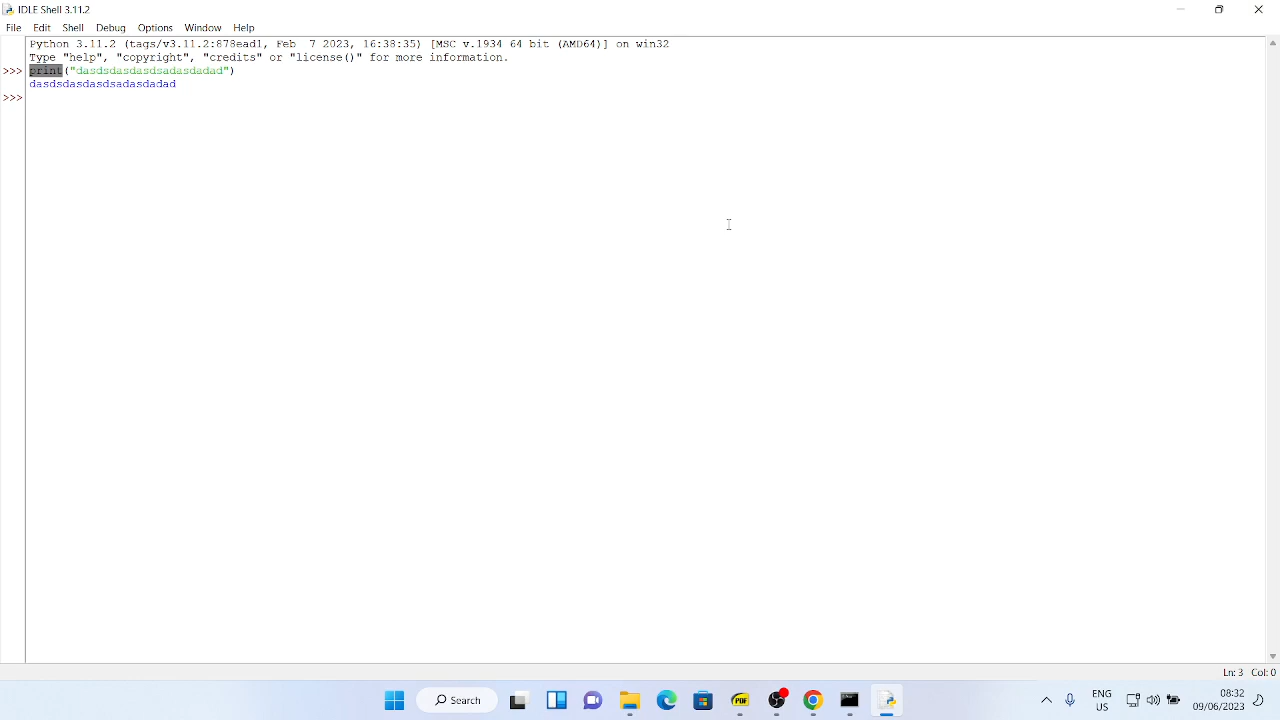 IDLE Shell 3.11.2
File Edit Shell Debug Options Window Help
Python 3.11.2 (tags/v3.11.2:878ead1, Feb  7 2023, 16:38:35) [MSC v.1934 64 bit (AMD64)] on win32
Type "help", "copyright", "credits" or "license()" for more information.
>>> print("dasdsdasdasdsadasdadad")
dasdsdasdasdsadasdadad
>>>
Ln: 3 Col: 0
Search
PDF
ENG
US
08:32
09/06/2023